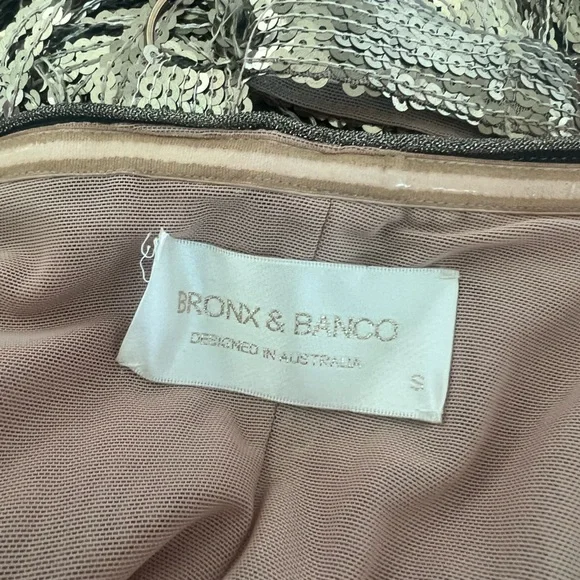 BRONX & BANCO
DESIGNED IN AUSTRALIA
S